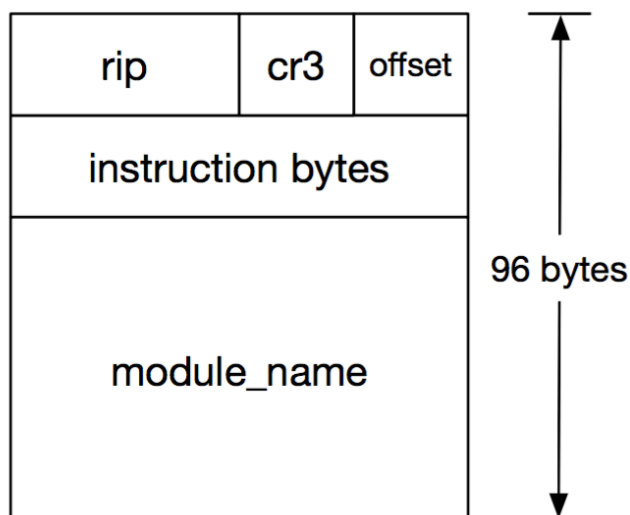 rip cr3 offset
instruction bytes
96 bytes
module_name